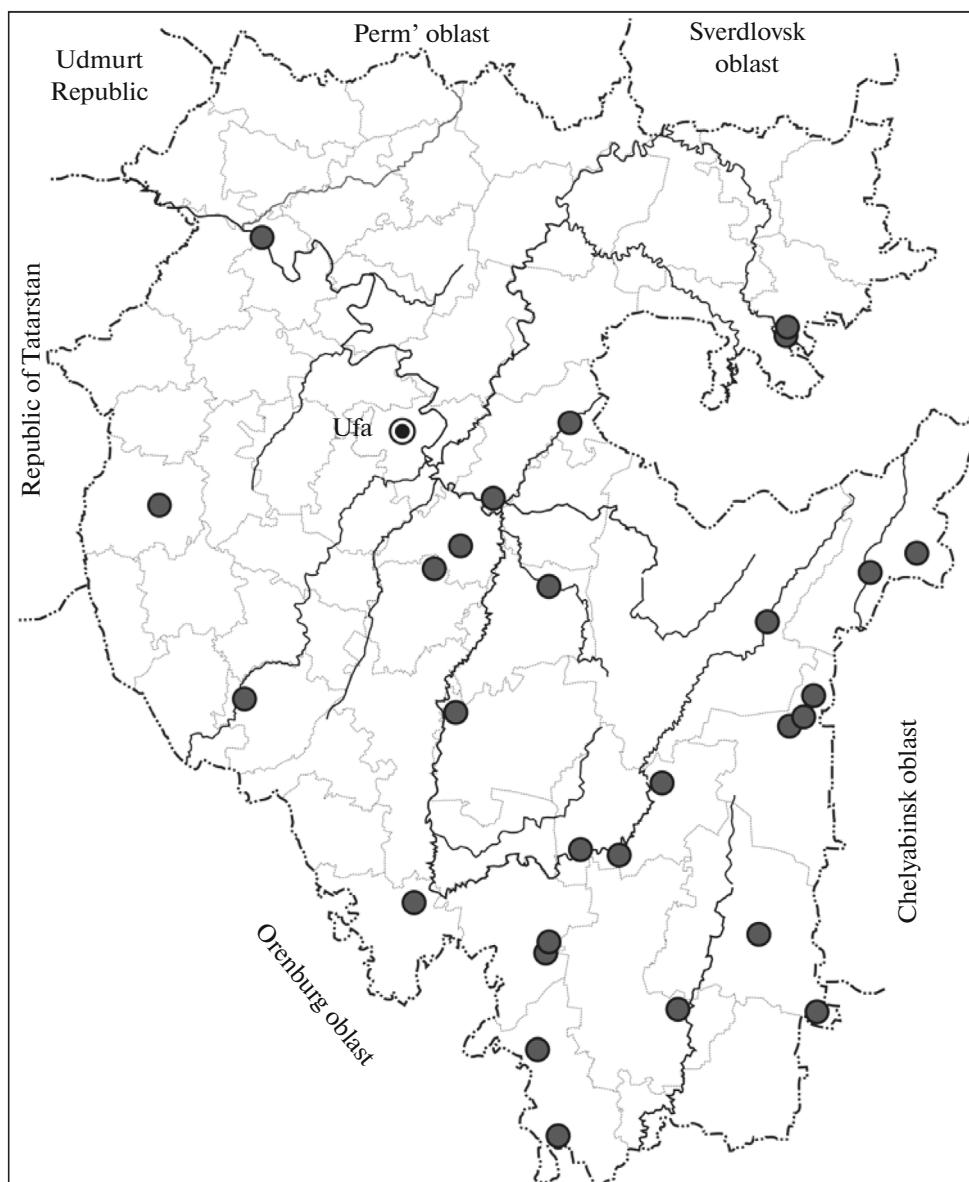 Perm’ oblast
Sverdlovsk
oblast
Udmurt
Republic
Republic of Tatarstan
Ufa
Chelyabinsk oblast
Orenburg oblast